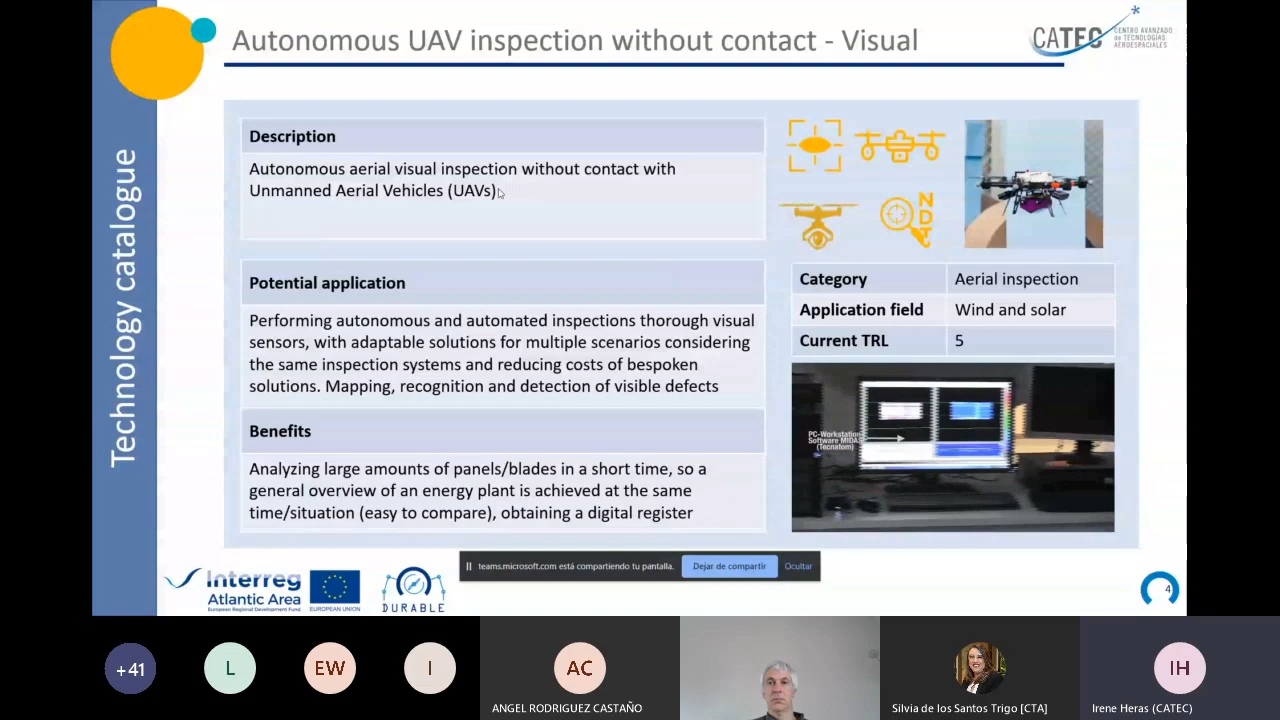 Autonomous UAV inspection without contact - Visual
CATEC
CENTRO AVANZADO
de TECNOLOGÍAS
AEROESPACIALES
Technology catalogue
Description
Autonomous aerial visual inspection without contact with
Unmanned Aerial Vehicles (UAVs)
Potential application
Performing autonomous and automated inspections thorough visual
sensors, with adaptable solutions for multiple scenarios considering
the same inspection systems and reducing costs of bespoken
solutions. Mapping, recognition and detection of visible defects
Benefits
Analyzing large amounts of panels/blades in a short time, so a
general overview of an energy plant is achieved at the same
time/situation (easy to compare), obtaining a digital register
NDT
Category Aerial inspection
Application field Wind and solar
Current TRL 5
PC-Workstation
Software MIDAS
(Tecnatom)
teams.microsoft.com está compartiendo tu pantalla. Dejar de compartir Ocultar
Interreg
Atlantic Area
European Regional Development Fund
EUROPEAN UNION
DURABLE
4
+41
L
EW
I
AC
ANGEL RODRIGUEZ CASTAÑO
Silvia de los Santos Trigo [CTA]
IH
Irene Heras (CATEC)